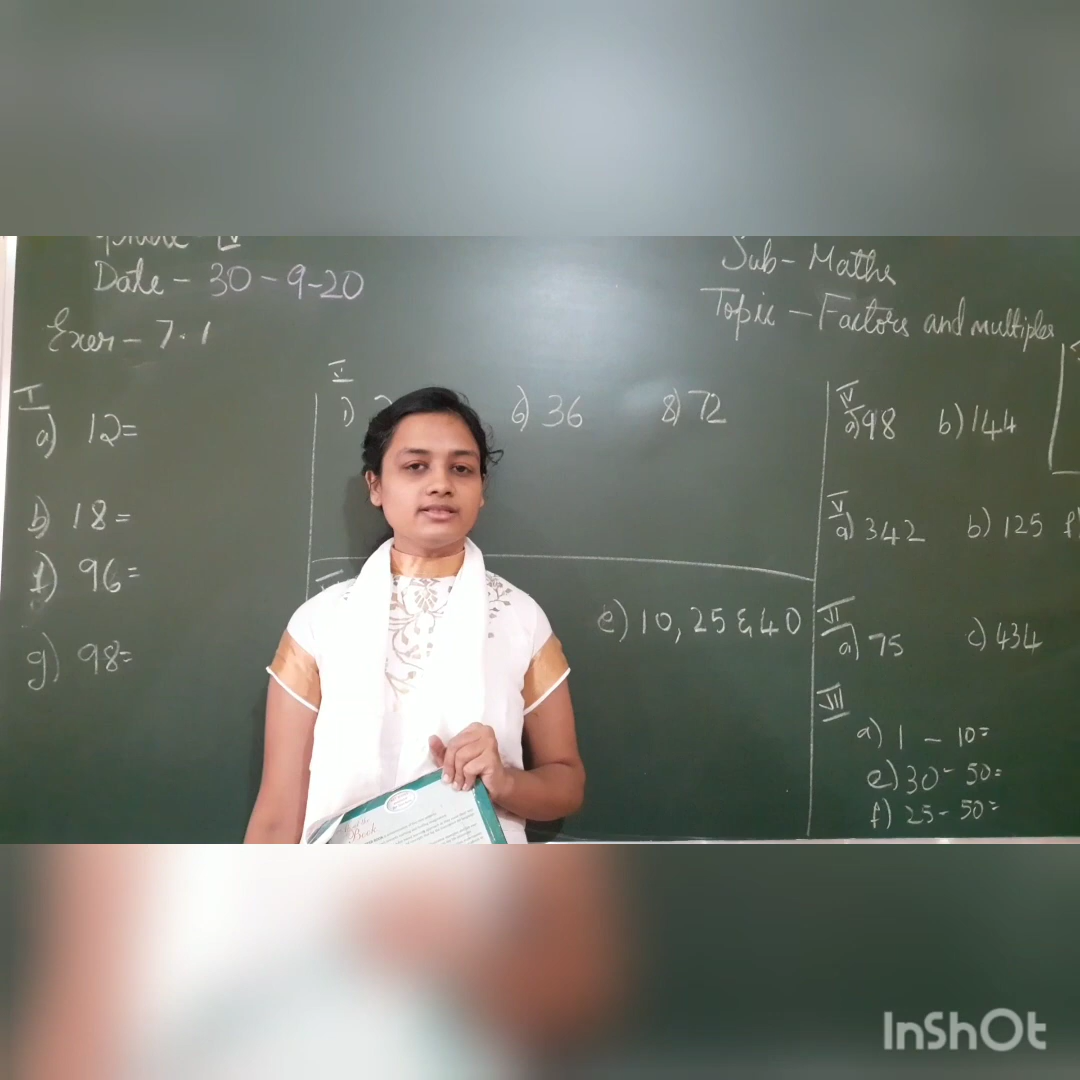 Date - 30-9-20
Exer - 7.1
Sub - Maths
Topic - Factors and multiples
I
a) 12=
b) 18=
f) 96=
g) 98=
V
1)
6) 36
8) 72
e) 10, 25 & 40
V
a) 98
b) 144
V
a) 342
b) 125
f)
VI
a) 75
c) 434
VII
a) 1 - 10=
e) 30 - 50=
f) 25 - 50=
Book
InShOt